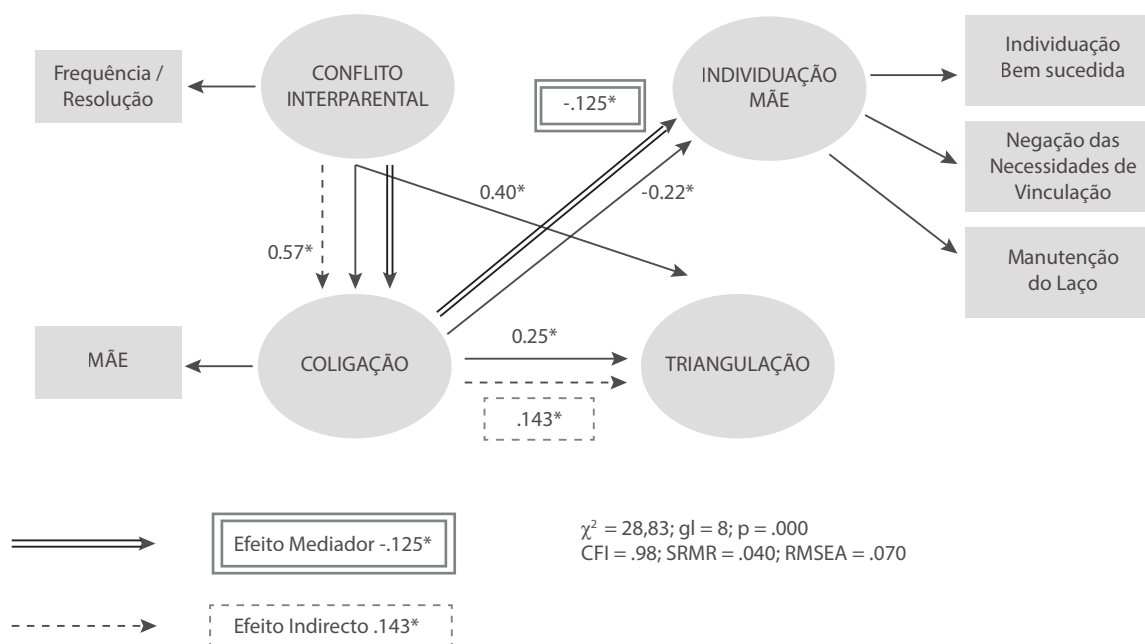 Frequência /
Resolução
CONFLITO
INTERPARENTAL
-.125*
INDIVIDUAÇÃO
MÃE
Individuação
Bem sucedida
Negação das
Necessidades de
Vinculação
Manutenção
do Laço
0.40*
-0.22*
0.57*
MÃE
COLIGAÇÃO
0.25*
.143*
TRIANGULAÇÃO
Efeito Mediador -.125*
χ² = 28,83; gl = 8; p = .000
CFI = .98; SRMR = .040; RMSEA = .070
Efeito Indirecto .143*